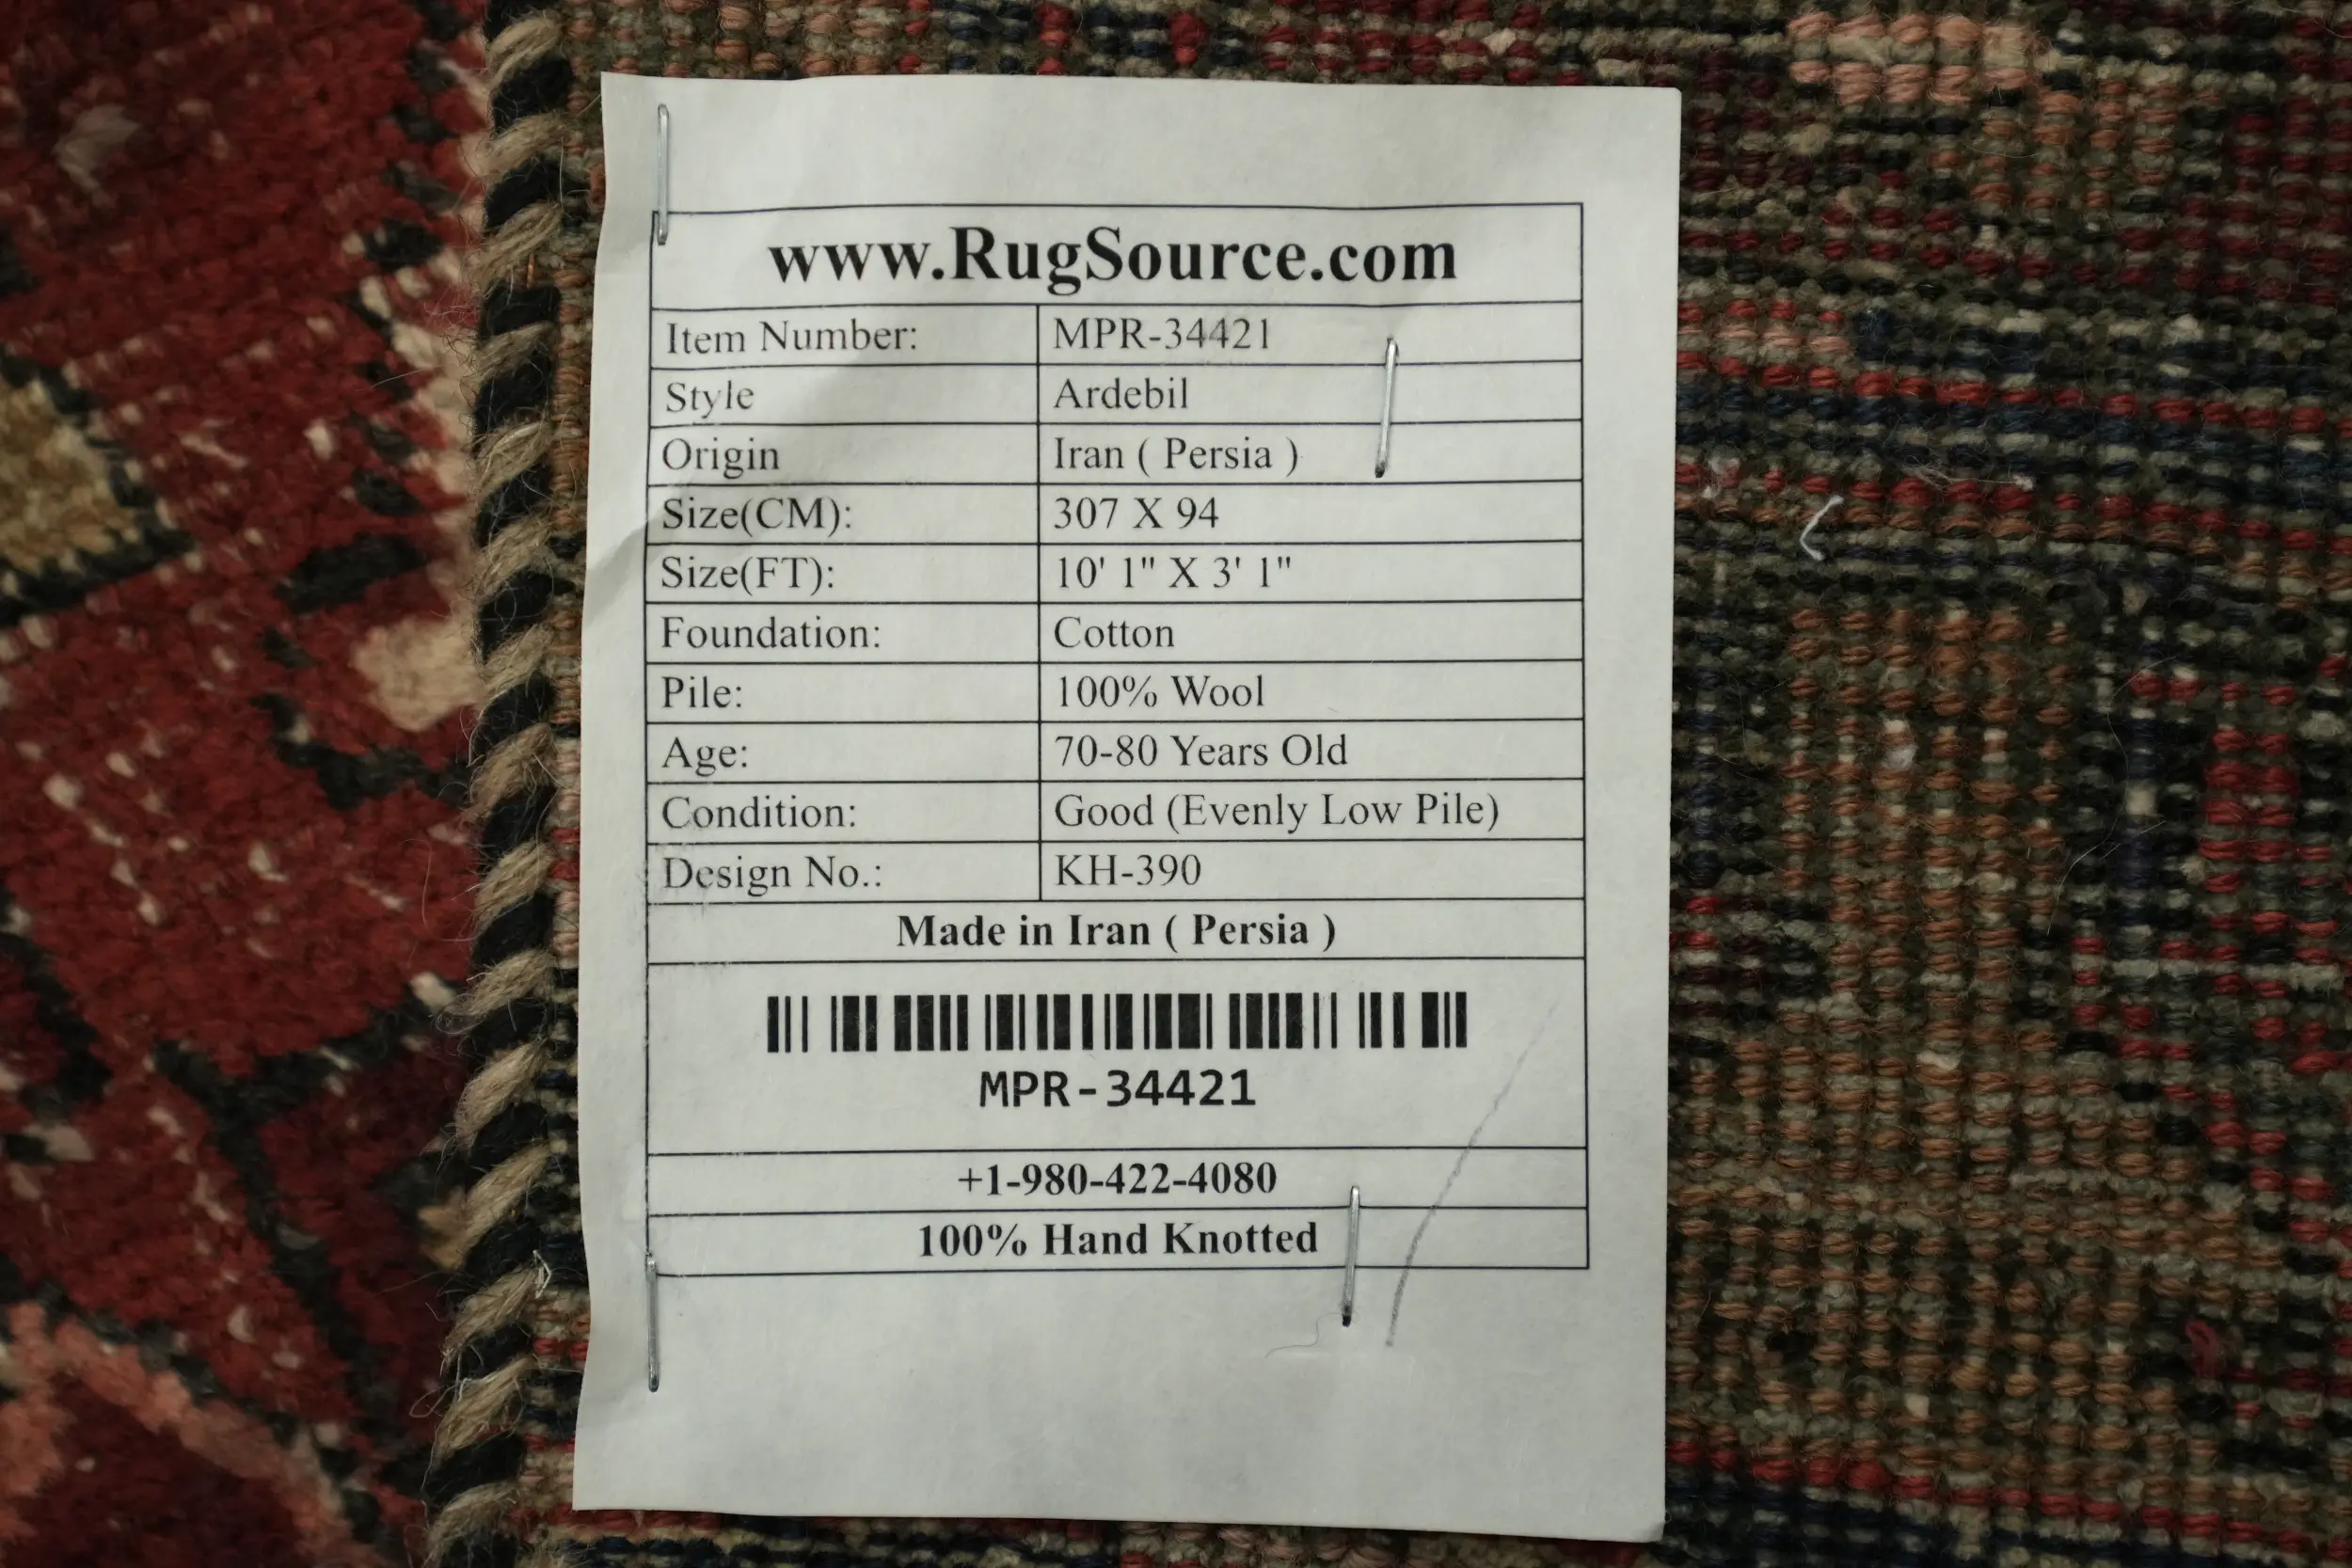 www.RugSource.com
Item Number: MPR-34421
Style Ardebil
Origin Iran ( Persia )
Size(CM): 307 X 94
Size(FT): 10' 1" X 3' 1"
Foundation: Cotton
Pile: 100% Wool
Age: 70-80 Years Old
Condition: Good (Evenly Low Pile)
Design No.: KH-390
Made in Iran ( Persia )
MPR-34421
+1-980-422-4080
100% Hand Knotted